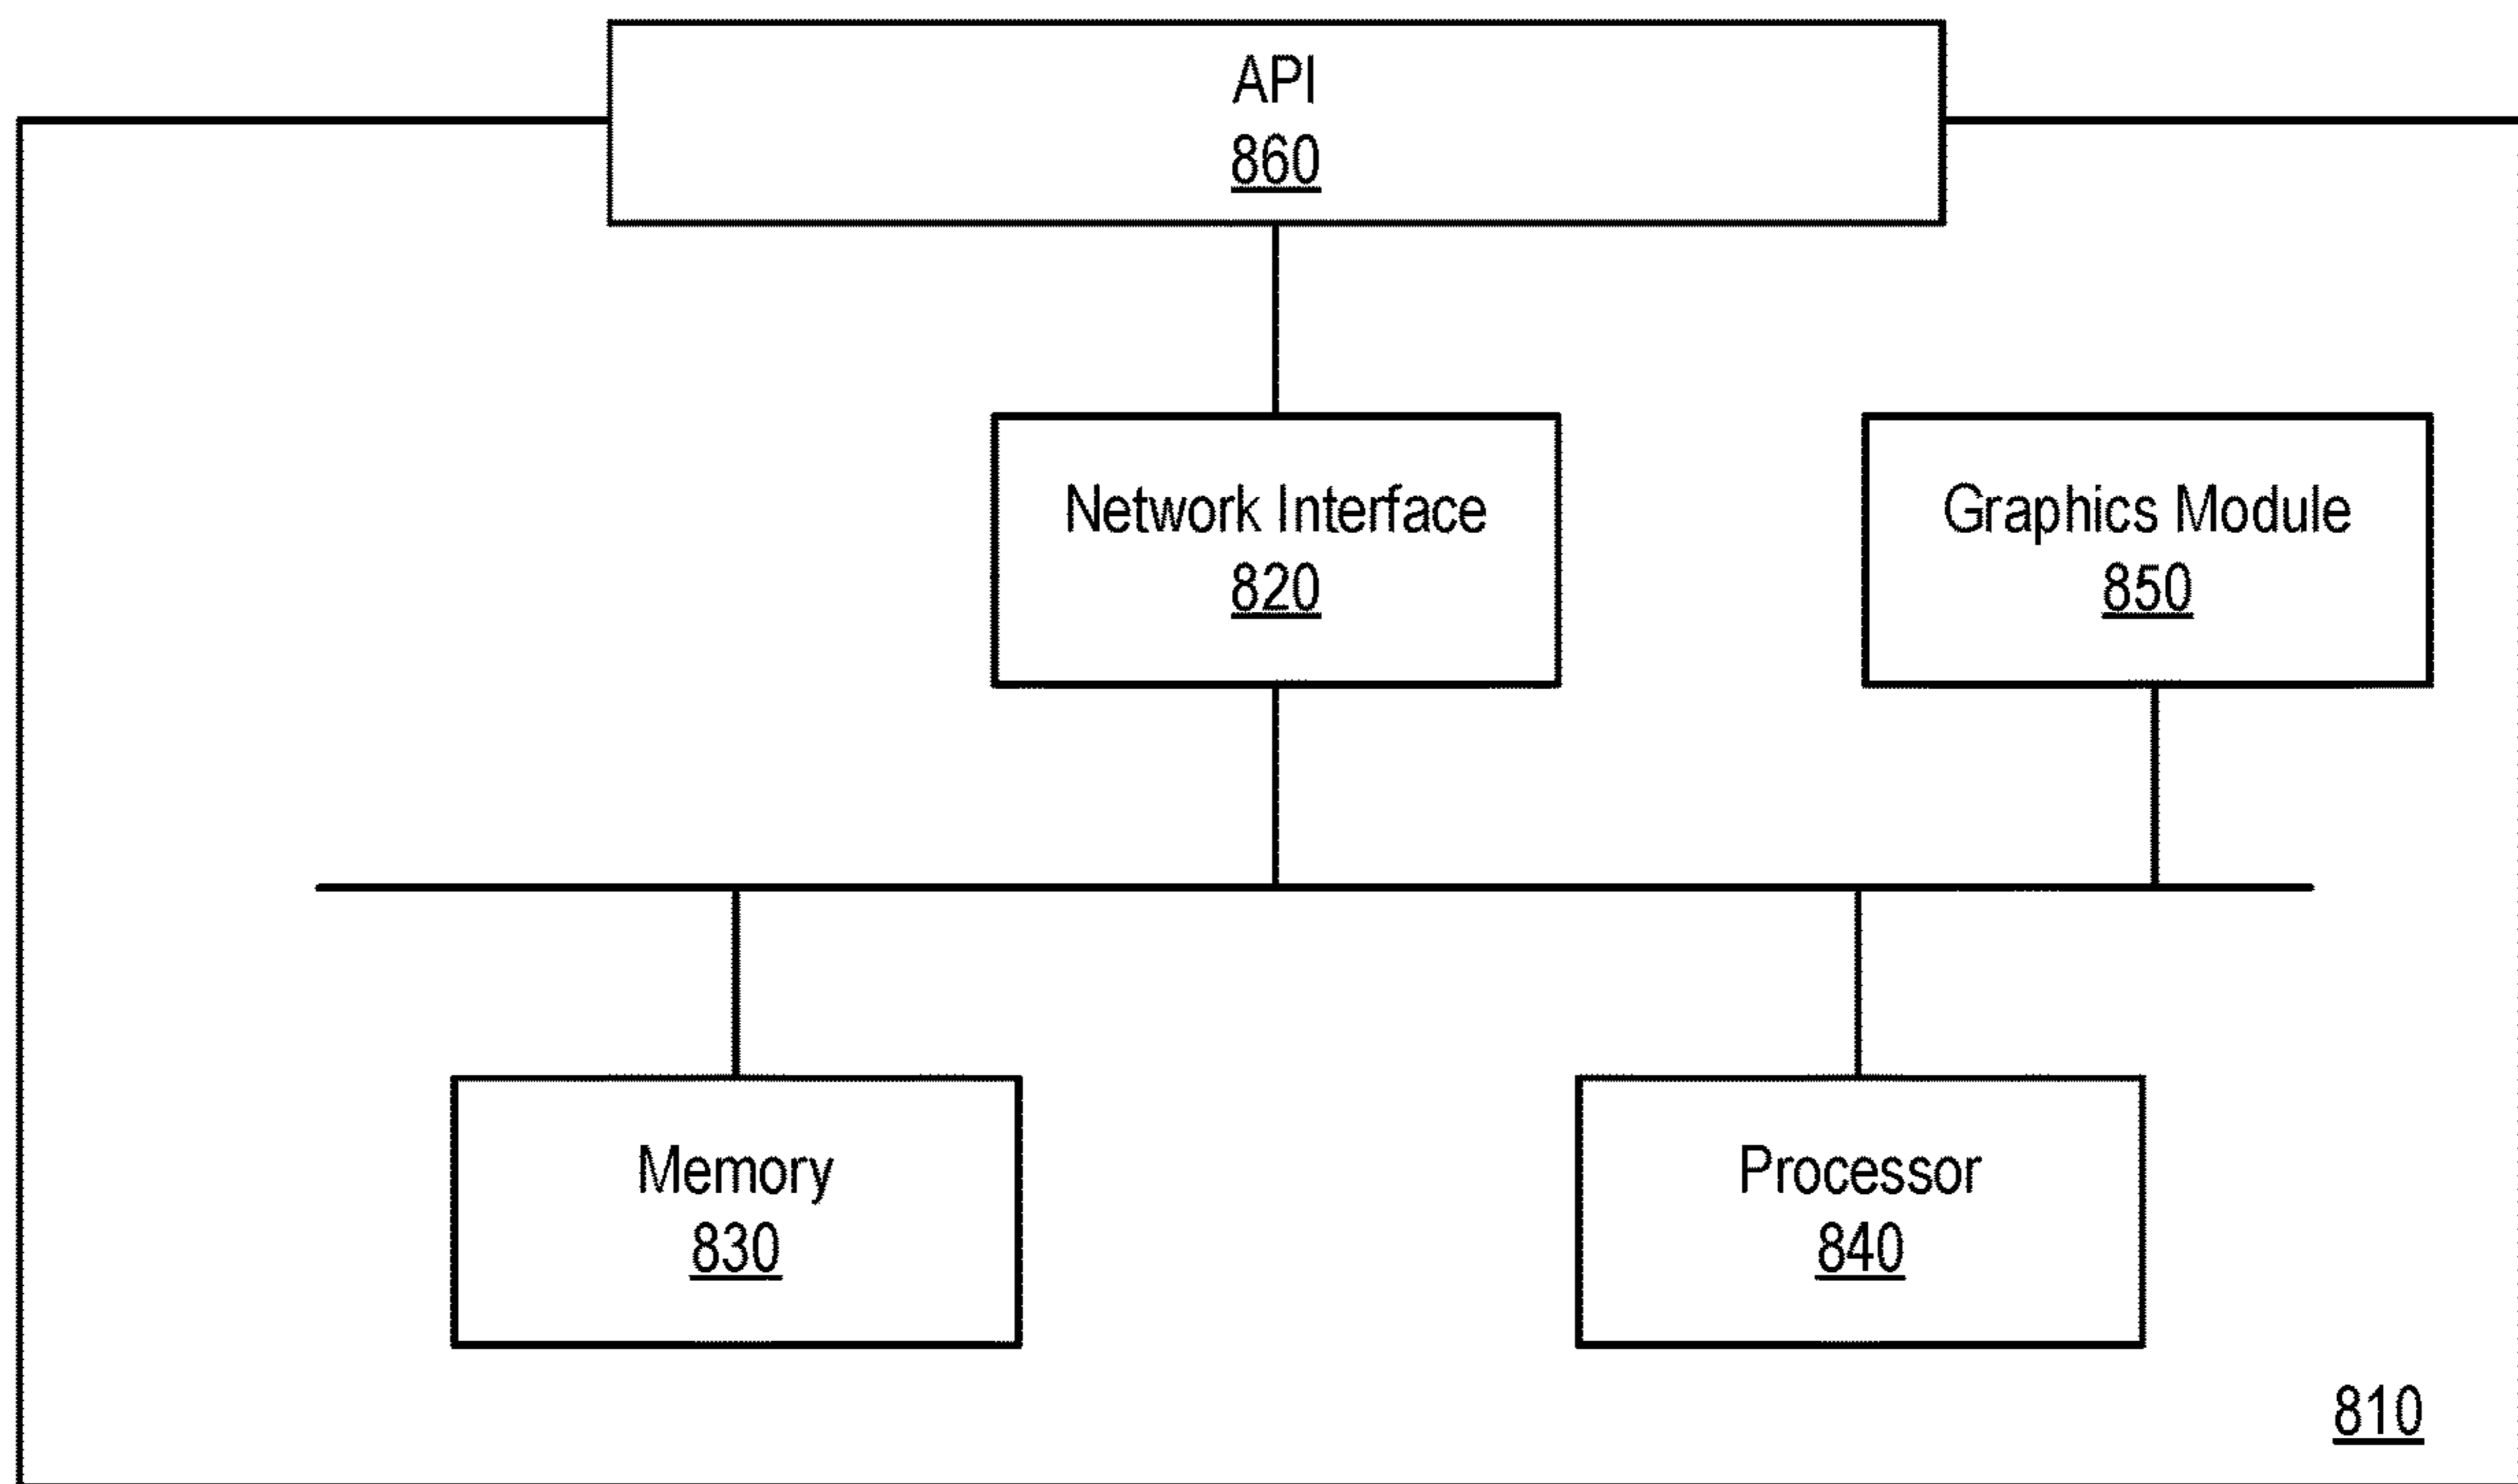 API
860
Network Interface
820
Graphics Module
850
Memory
830
Processor
840
810